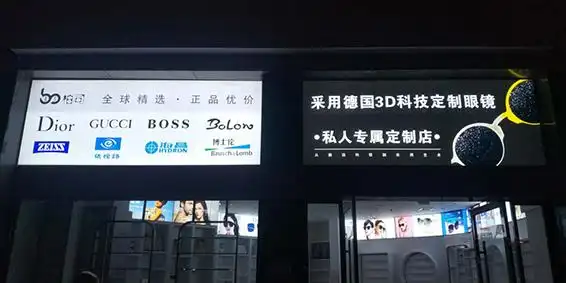 柏司 全球精选·正品优价
Dior GUCCI BOSS BOLON
ZEISS 依视路 海昌 HYDRON 博士伦 Bausch&Lomb
采用德国3D科技定制眼镜
·私人专属定制店·